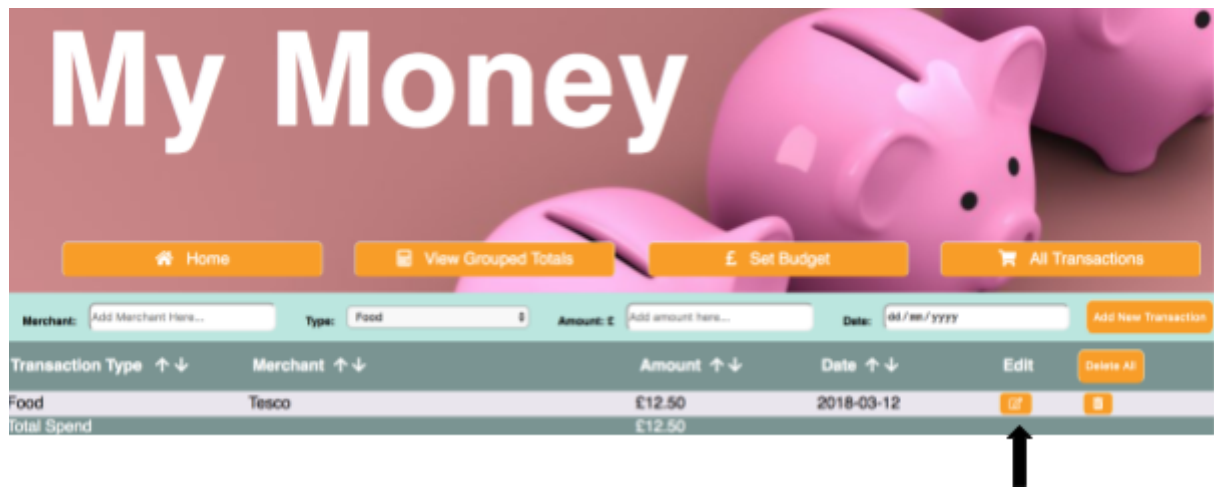 My Money
Home View Grouped Totals £ Set Budget All Transactions
Merchant: Add Merchant Here... Type: Food Amount: £ Add amount here... Date: dd/mm/yyyy Add New Transaction
Transaction Type ↑↓ Merchant ↑↓ Amount ↑↓ Date ↑↓ Edit Delete All
Food Tesco £12.50 2018-03-12
Total Spend £12.50